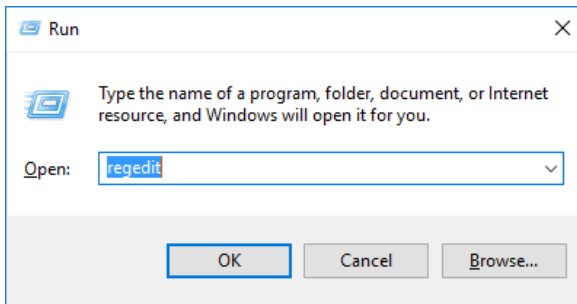 Run
Type the name of a program, folder, document, or Internet
resource, and Windows will open it for you.
Open:
regedit
OK
Cancel
Browse...